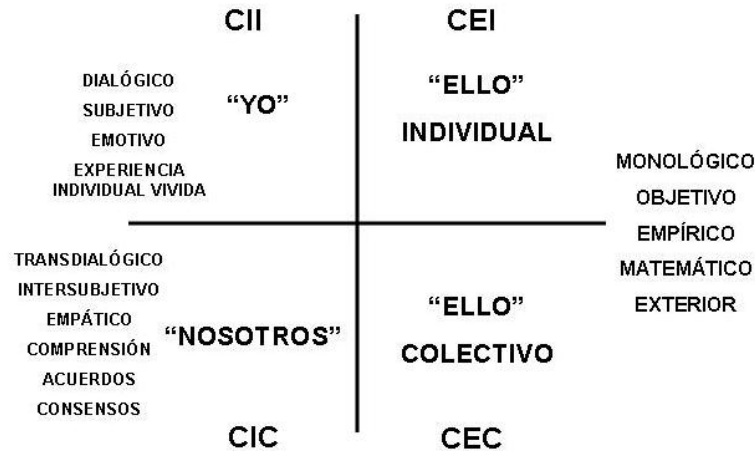 CII
CEI
DIALÓGICO
SUBJETIVO
EMOTIVO
EXPERIENCIA
INDIVIDUAL VIVIDA
“YO”
“ELLO”
INDIVIDUAL
MONOLÓGICO
OBJETIVO
EMPÍRICO
MATEMÁTICO
EXTERIOR
TRANSDIALÓGICO
INTERSUBJETIVO
EMPÁTICO
COMPRENSIÓN
ACUERDOS
CONSENSOS
“NOSOTROS”
“ELLO”
COLECTIVO
CIC
CEC